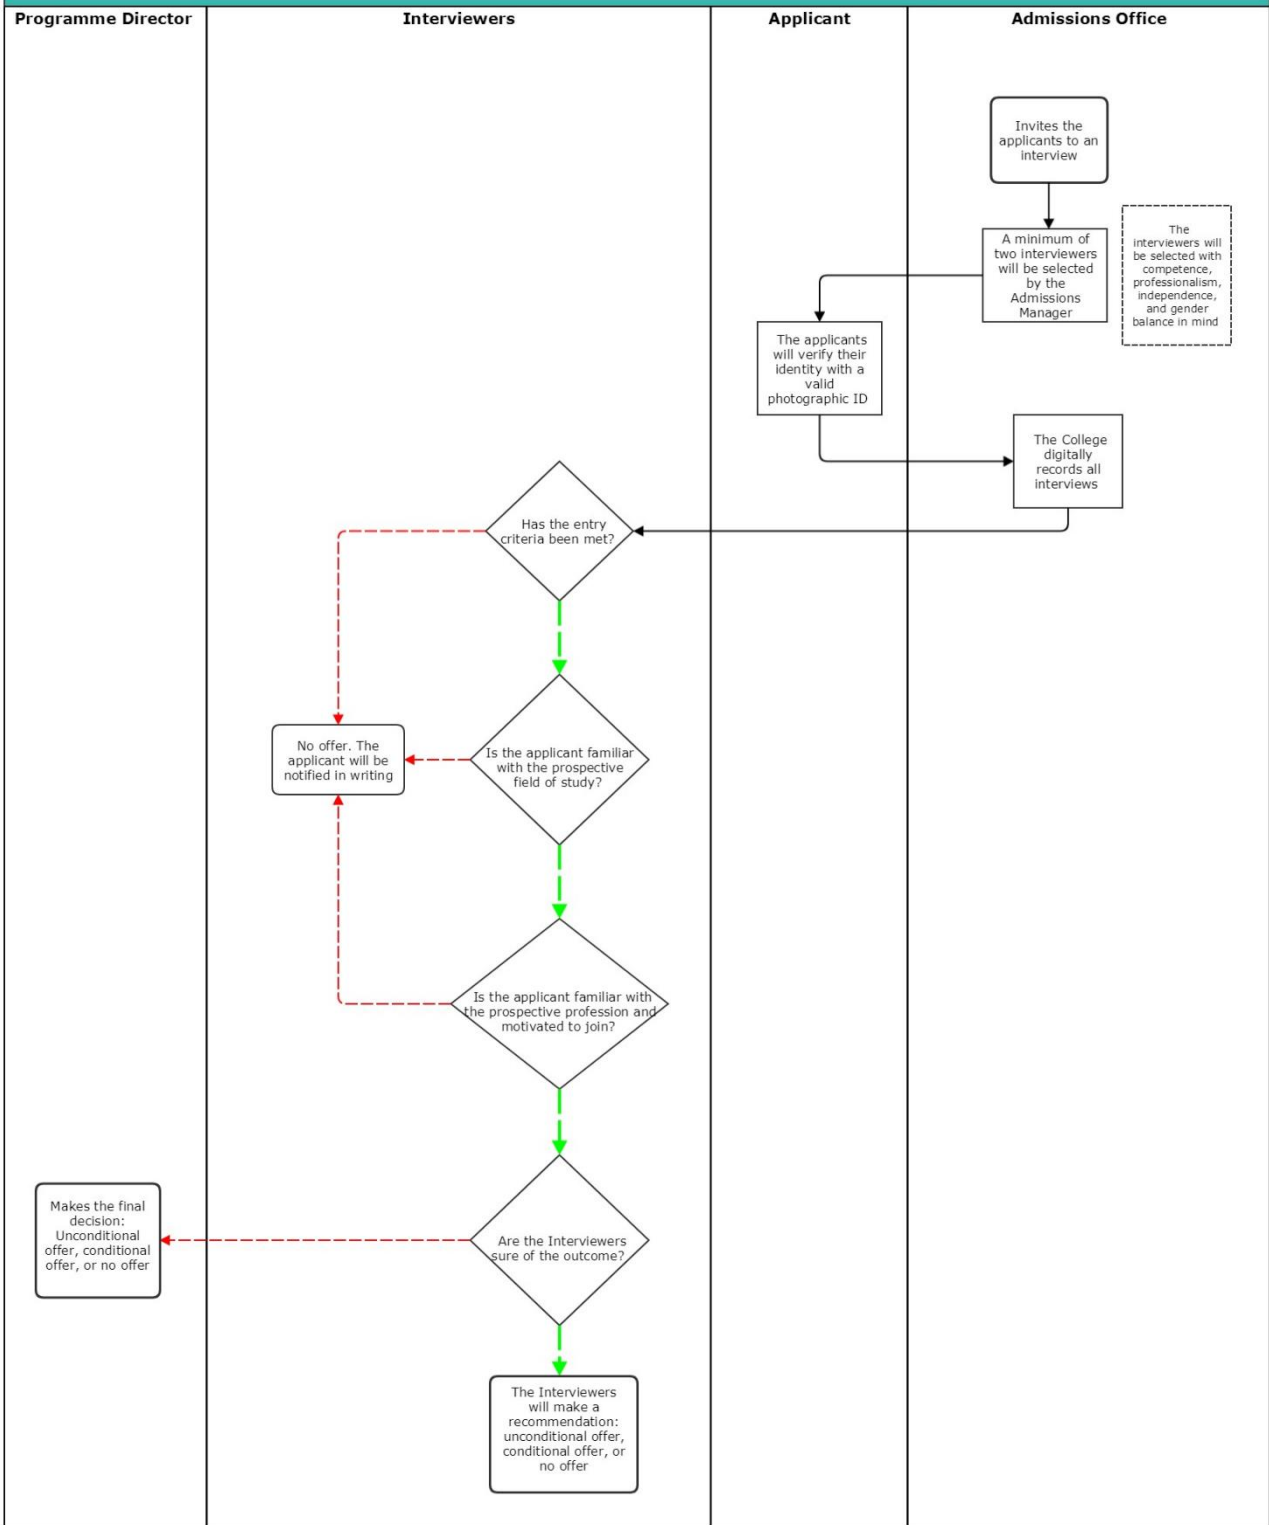 Programme Director
Interviewers
Applicant
Admissions Office
Invites the
applicants to an
interview
A minimum of
two interviewers
will be selected
by the
Admissions
Manager
The
interviewers will
be selected with
competence,
professionalism,
independence,
and gender
balance in mind
The applicants
will verify their
identity with a
valid
photographic ID
The College
digitally
records all
interviews
Has the entry
criteria been met?
No offer. The
applicant will be
notified in writing
Is the applicant familiar
with the prospective
field of study?
Is the applicant familiar with
the prospective profession and
motivated to join?
Makes the final
decision:
Unconditional
offer, conditional
offer, or no offer
Are the Interviewers
sure of the outcome?
The Interviewers
will make a
recommendation:
unconditional offer,
conditional offer, or
no offer